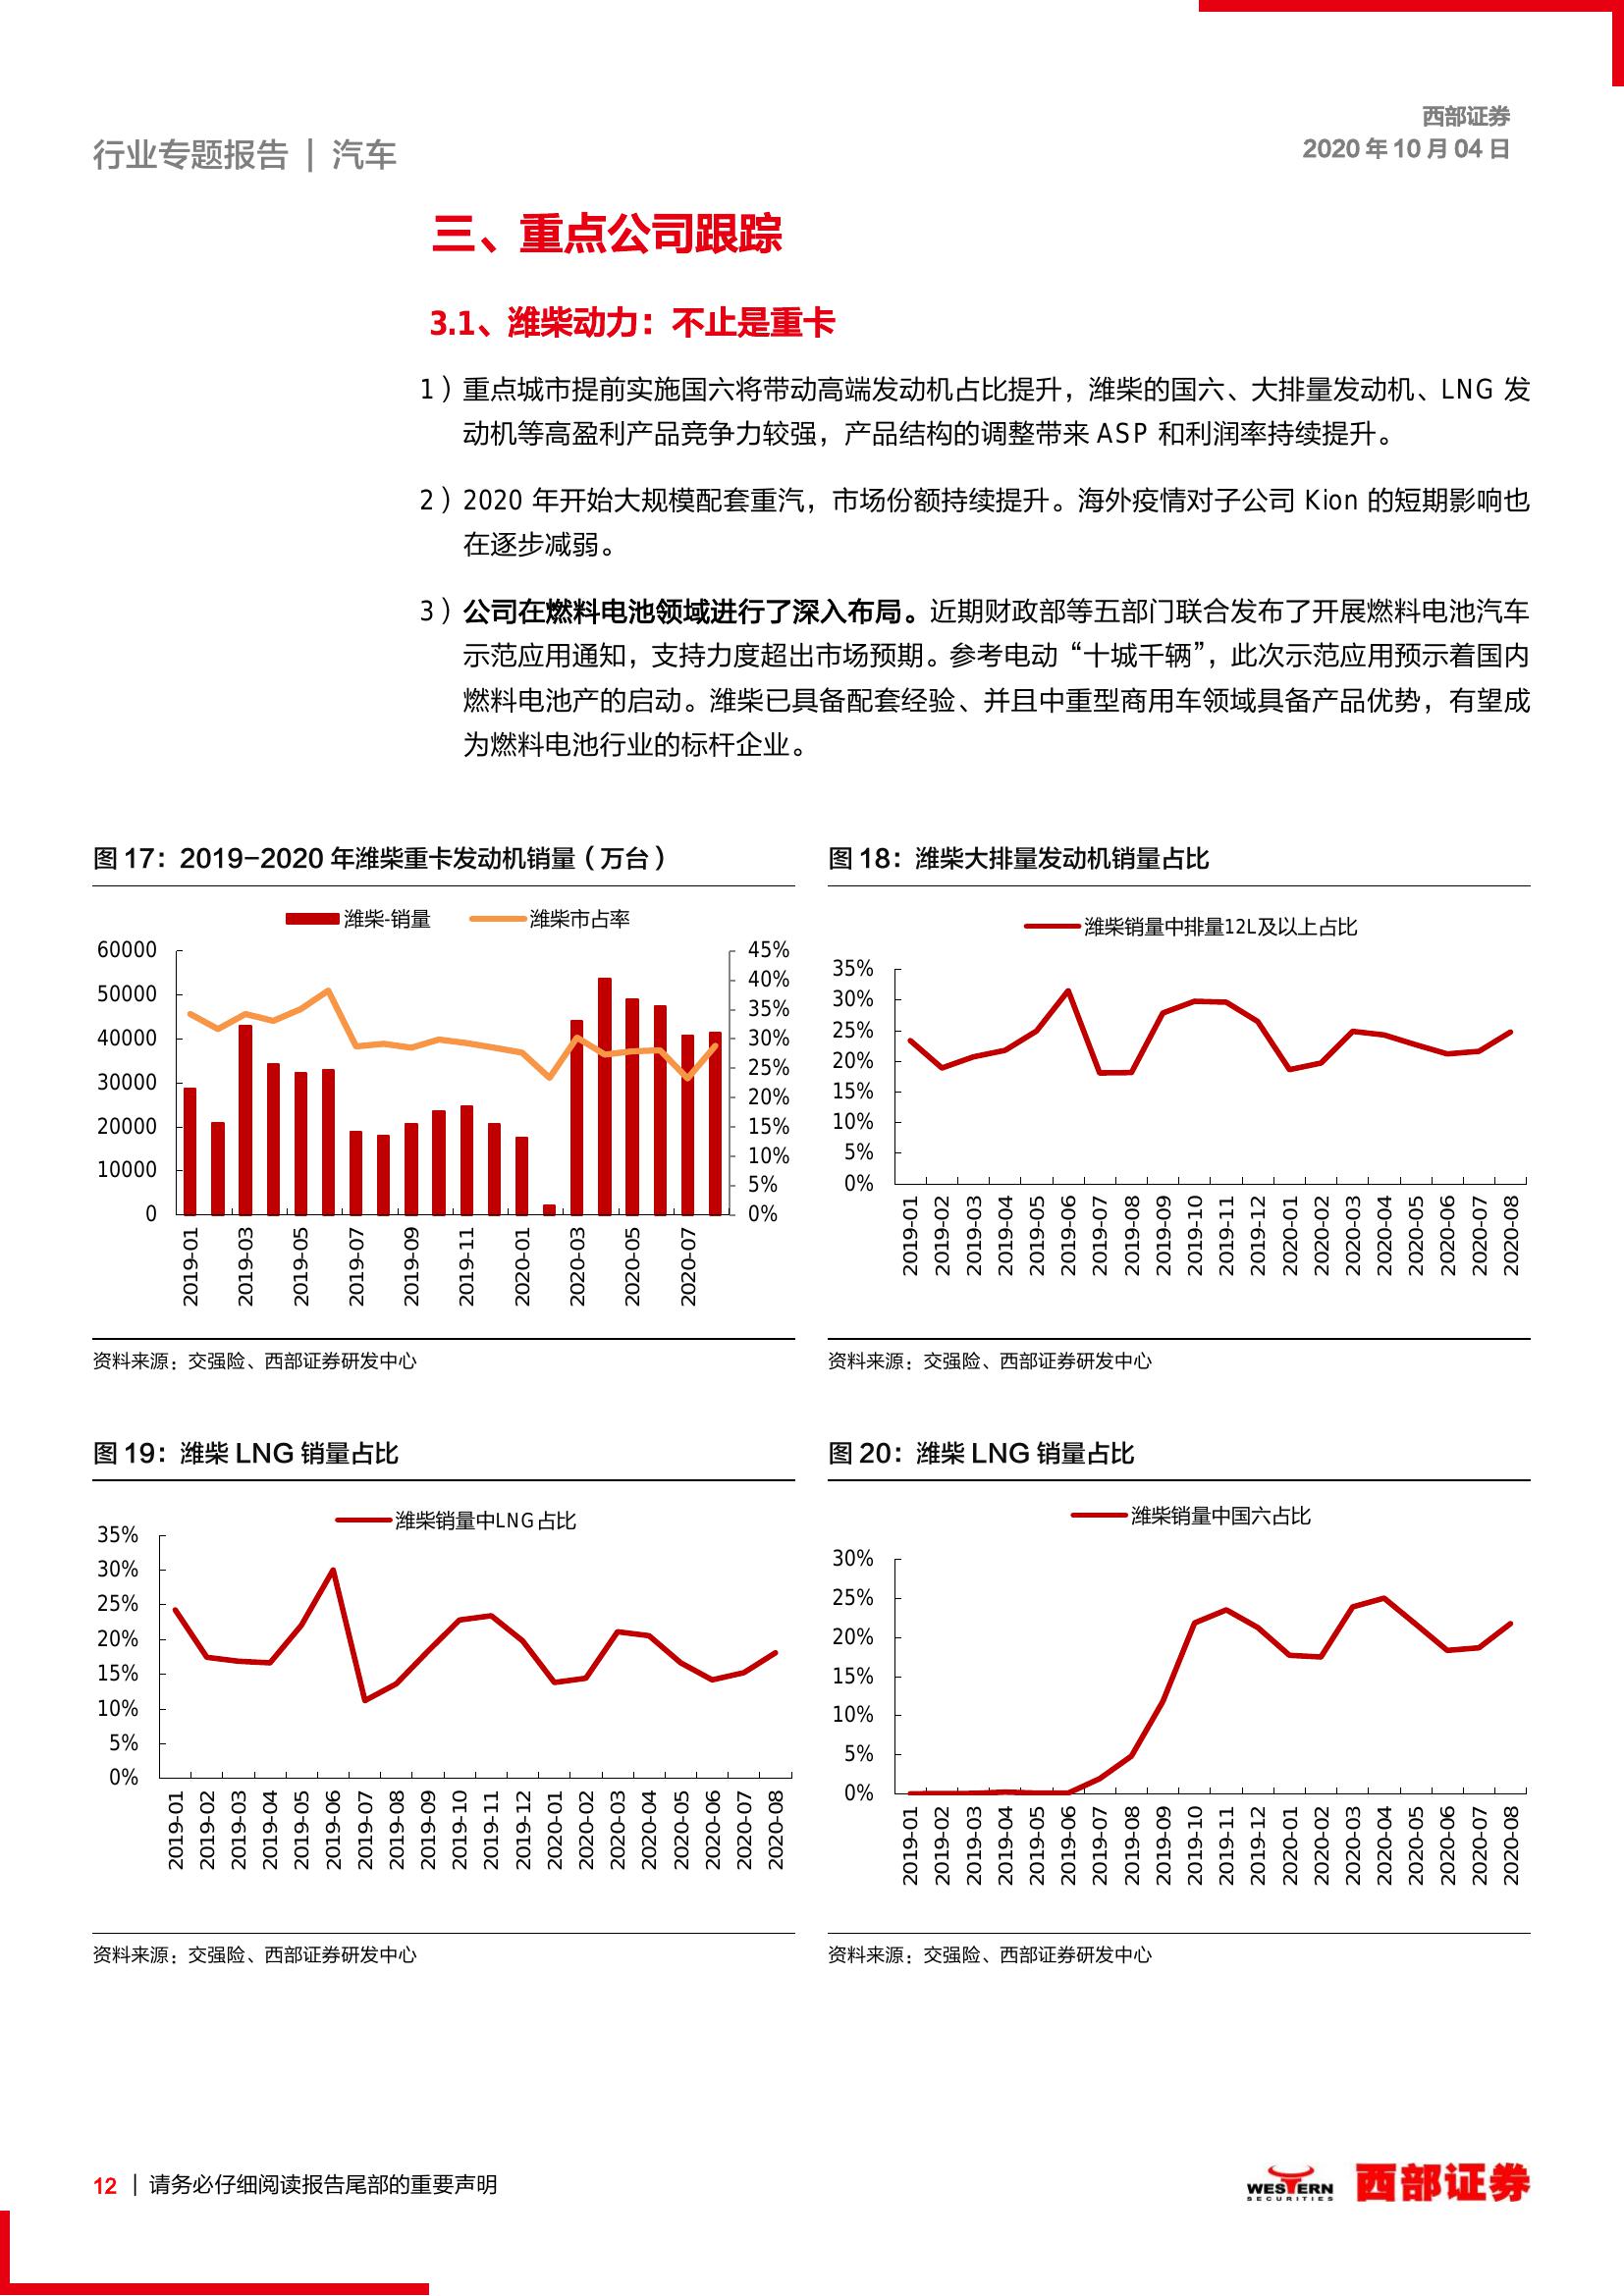 西部证券
行业专题报告 | 汽车
2020 年 10 月 04 日
三、重点公司跟踪
3.1、潍柴动力：不止是重卡
1）重点城市提前实施国六将带动高端发动机占比提升，潍柴的国六、大排量发动机、LNG 发
动机等高盈利产品竞争力较强，产品结构的调整带来 ASP 和利润率持续提升。
2）2020 年开始大规模配套重汽，市场份额持续提升。海外疫情对子公司 Kion 的短期影响也
在逐步减弱。
3）公司在燃料电池领域进行了深入布局。近期财政部等五部门联合发布了开展燃料电池汽车
示范应用通知，支持力度超出市场预期。参考电动“十城千辆”，此次示范应用预示着国内
燃料电池产的启动。潍柴已具备配套经验、并且中重型商用车领域具备产品优势，有望成
为燃料电池行业的标杆企业。
图 17：2019-2020 年潍柴重卡发动机销量（万台）
潍柴-销量 潍柴市占率
60000
50000
40000
30000
20000
10000
0
45%
40%
35%
30%
25%
20%
15%
10%
5%
0%
2019-01 2019-03 2019-05 2019-07 2019-09 2019-11 2020-01 2020-03 2020-05 2020-07
资料来源：交强险、西部证券研发中心
图 18：潍柴大排量发动机销量占比
潍柴销量中排量12L及以上占比
35%
30%
25%
20%
15%
10%
5%
0%
2019-01 2019-02 2019-03 2019-04 2019-05 2019-06 2019-07 2019-08 2019-09 2019-10 2019-11 2019-12 2020-01 2020-02 2020-03 2020-04 2020-05 2020-06 2020-07 2020-08
资料来源：交强险、西部证券研发中心
图 19：潍柴 LNG 销量占比
潍柴销量中LNG占比
35%
30%
25%
20%
15%
10%
5%
0%
2019-01 2019-02 2019-03 2019-04 2019-05 2019-06 2019-07 2019-08 2019-09 2019-10 2019-11 2019-12 2020-01 2020-02 2020-03 2020-04 2020-05 2020-06 2020-07 2020-08
资料来源：交强险、西部证券研发中心
图 20：潍柴 LNG 销量占比
潍柴销量中国六占比
30%
25%
20%
15%
10%
5%
0%
2019-01 2019-02 2019-03 2019-04 2019-05 2019-06 2019-07 2019-08 2019-09 2019-10 2019-11 2019-12 2020-01 2020-02 2020-03 2020-04 2020-05 2020-06 2020-07 2020-08
资料来源：交强险、西部证券研发中心
12 | 请务必仔细阅读报告尾部的重要声明
WESTERN
SECURITIES
西部证券